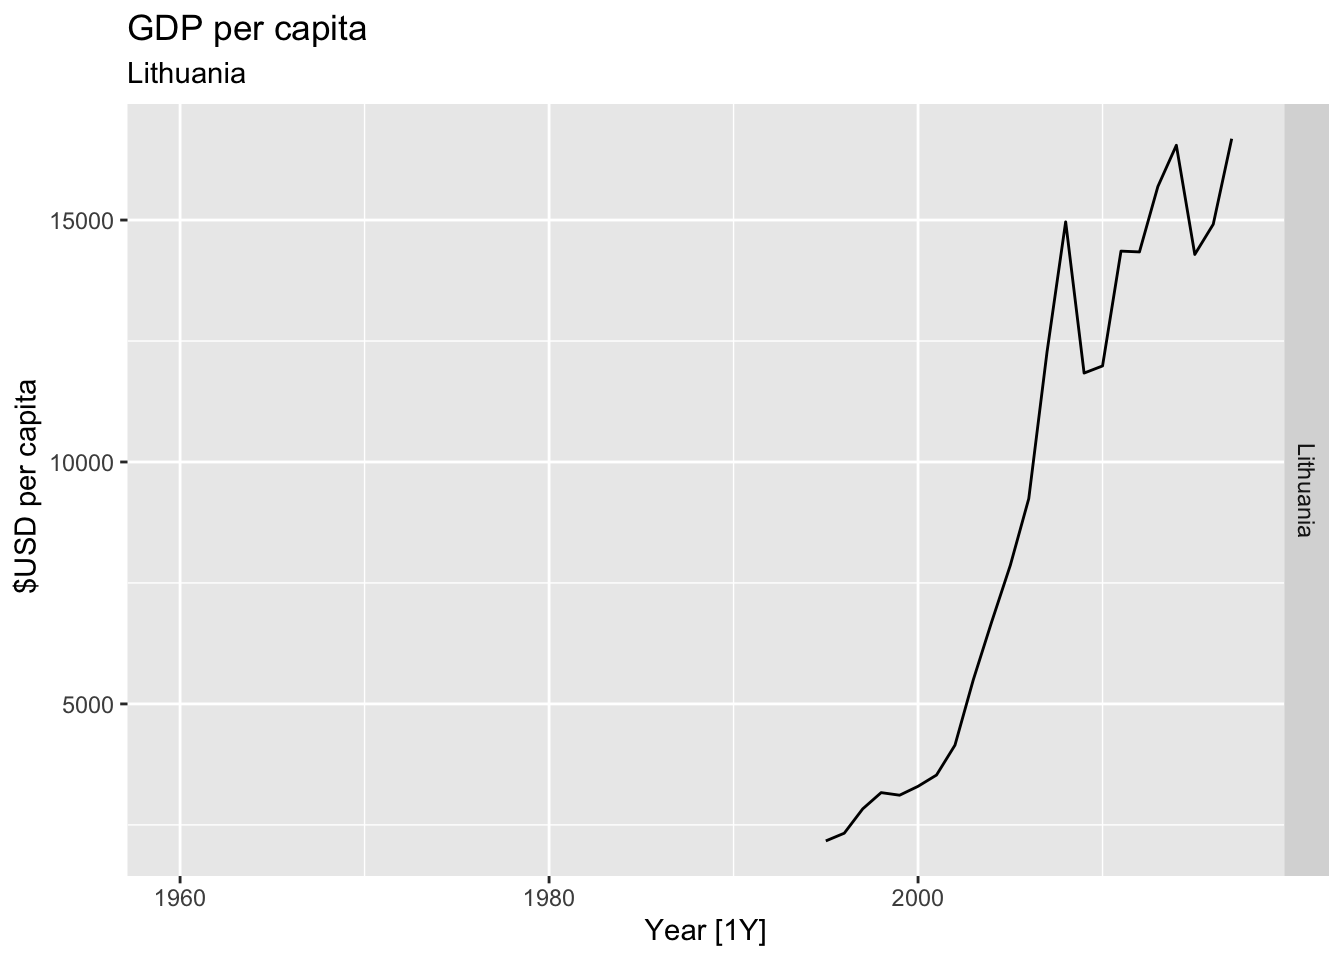 GDP per capita
Lithuania
$USD per capita
15000
10000
5000
Lithuania
1960
1980
2000
Year [1Y]